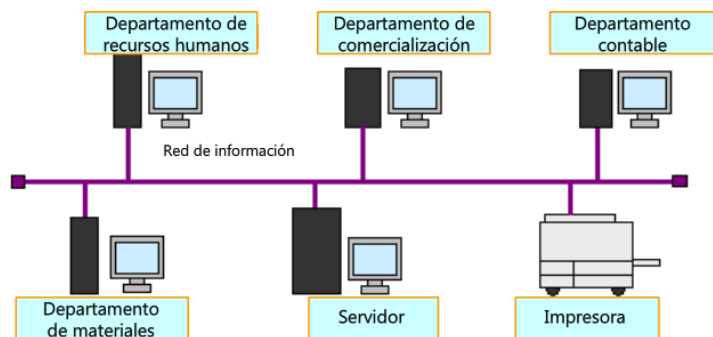 Departamento de
recursos humanos
Departamento de
comercialización
Departamento
contable
Red de información
Departamento
de materiales
Servidor
Impresora